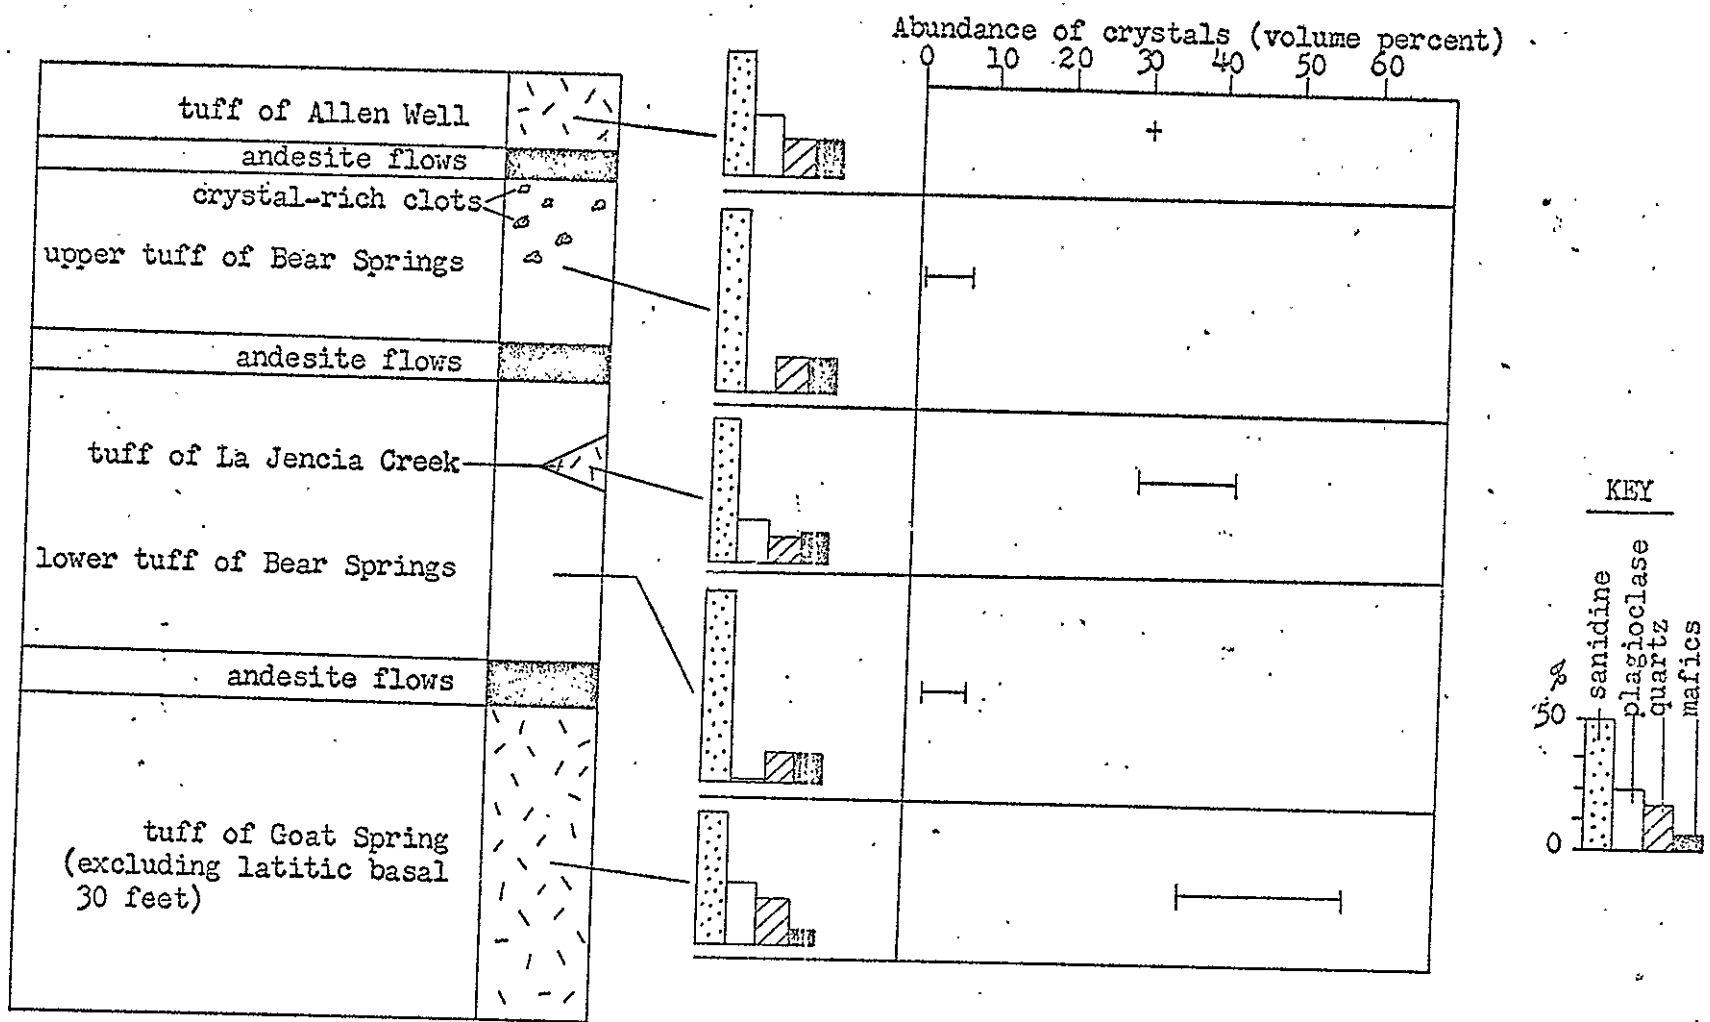 Abundance of crystals (volume percent)
0 10 20 30 40 50 60
tuff of Allen Well
andesite flows
crystal-rich clots
upper tuff of Bear Springs
andesite flows
tuff of La Jencia Creek
lower tuff of Bear Springs
andesite flows
tuff of Goat Spring
(excluding latitic basal
30 feet)
KEY
%
50
0
sanidine
plagioclase
quartz
mafics